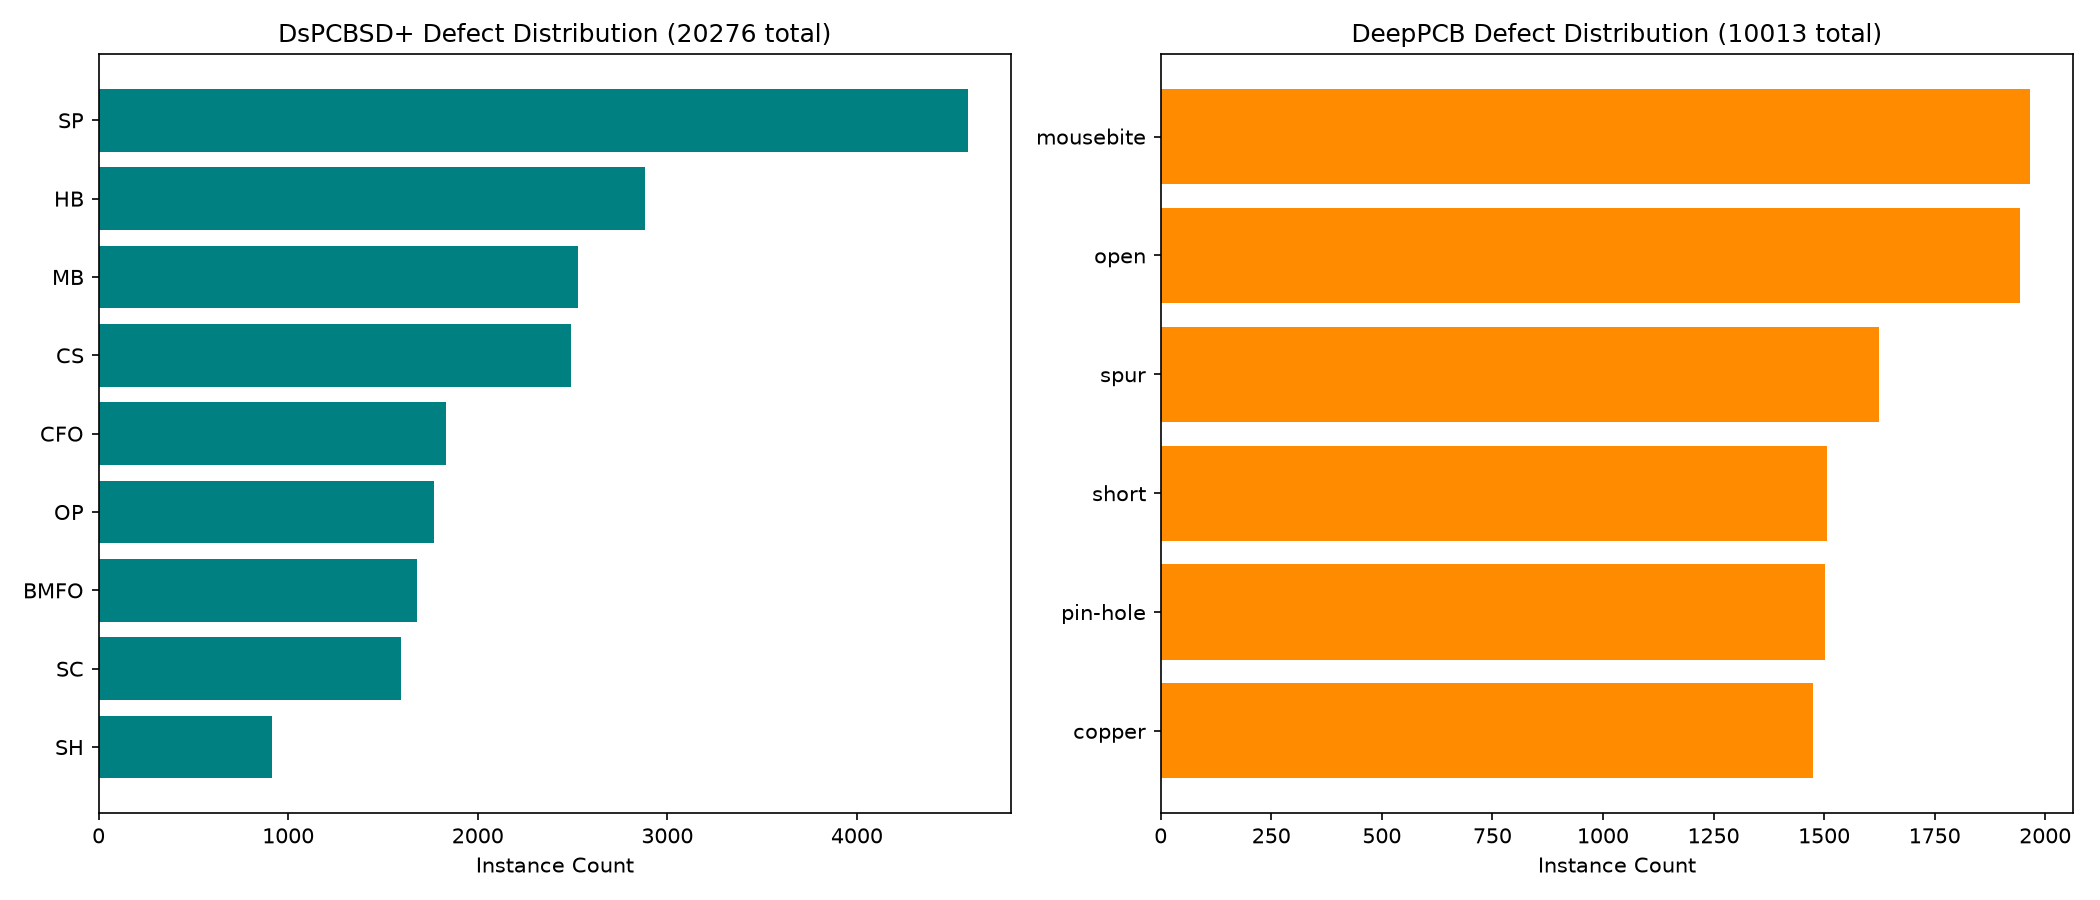 DsPCBSD+ Defect Distribution (20276 total)
SP
HB
MB
CS
CFO
OP
BMFO
SC
SH
0 1000 2000 3000 4000
Instance Count
DeepPCB Defect Distribution (10013 total)
mousebite
open
spur
short
pin-hole
copper
0 250 500 750 1000 1250 1500 1750 2000
Instance Count